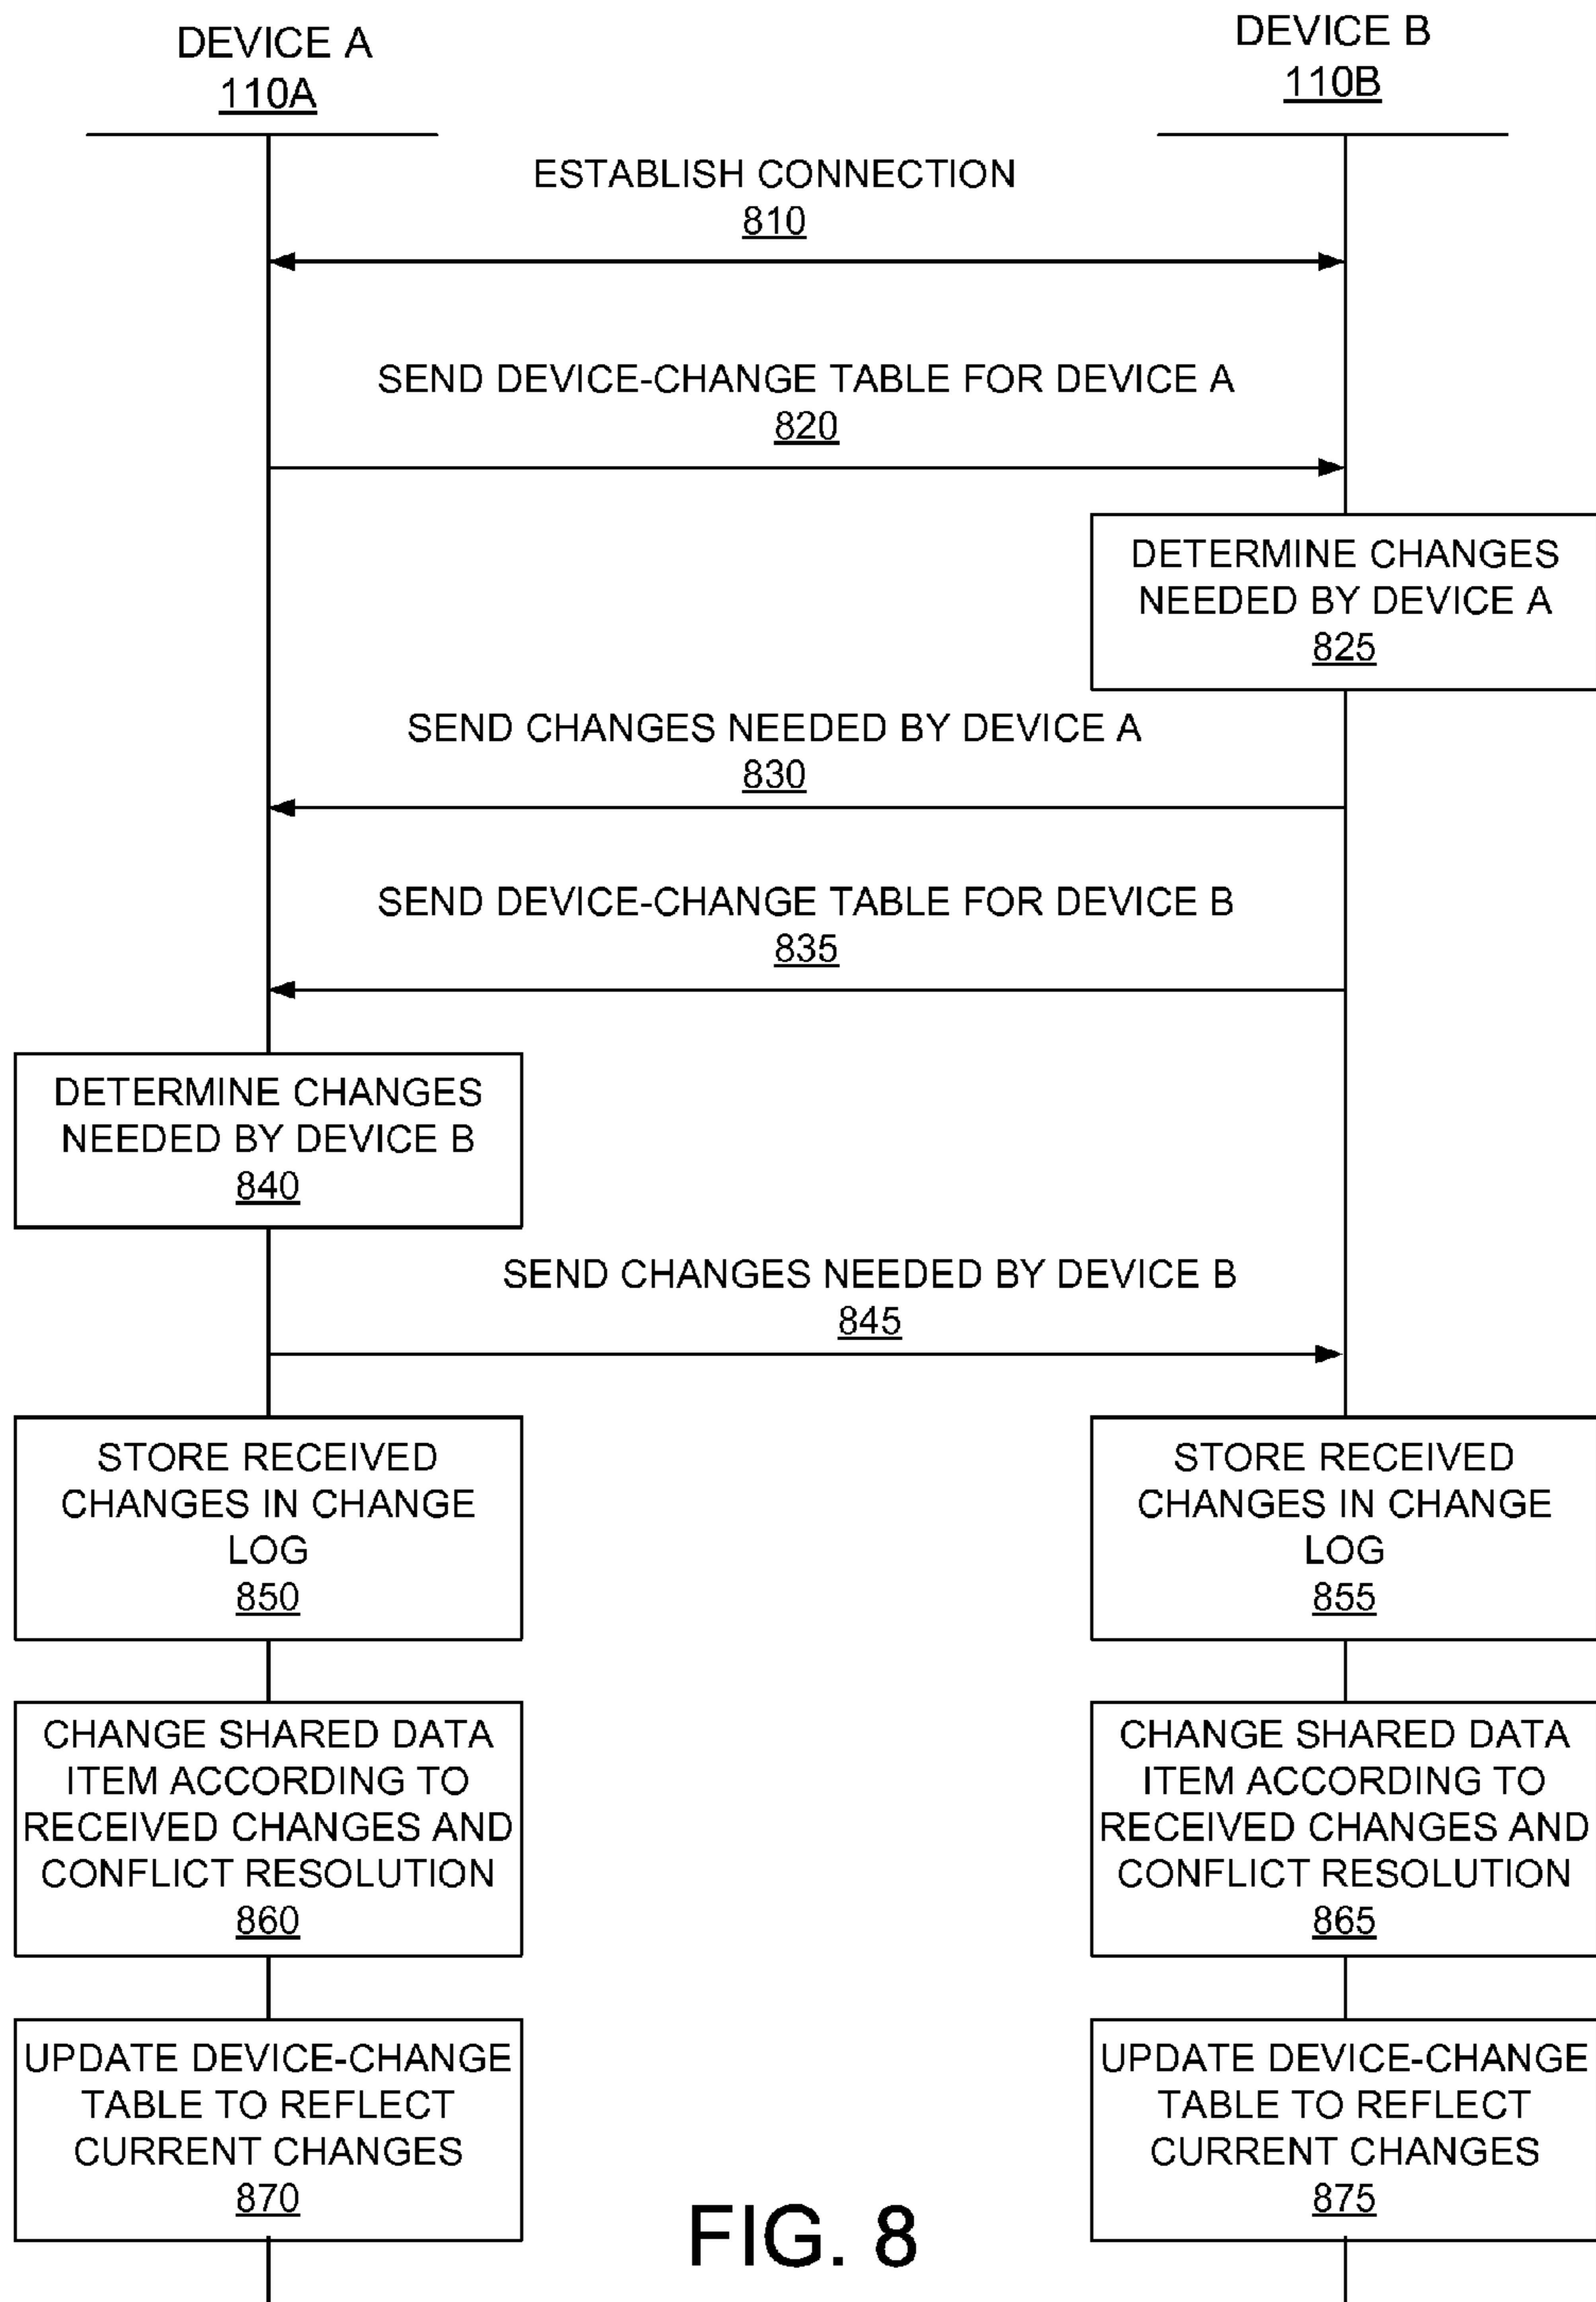 DEVICE A
110A
DEVICE B
110B
ESTABLISH CONNECTION
810
SEND DEVICE-CHANGE TABLE FOR DEVICE A
820
DETERMINE CHANGES
NEEDED BY DEVICE A
825
SEND CHANGES NEEDED BY DEVICE A
830
SEND DEVICE-CHANGE TABLE FOR DEVICE B
835
DETERMINE CHANGES
NEEDED BY DEVICE B
840
SEND CHANGES NEEDED BY DEVICE B
845
STORE RECEIVED
CHANGES IN CHANGE
LOG
850
STORE RECEIVED
CHANGES IN CHANGE
LOG
855
CHANGE SHARED DATA
ITEM ACCORDING TO
RECEIVED CHANGES AND
CONFLICT RESOLUTION
860
CHANGE SHARED DATA
ITEM ACCORDING TO
RECEIVED CHANGES AND
CONFLICT RESOLUTION
865
UPDATE DEVICE-CHANGE
TABLE TO REFLECT
CURRENT CHANGES
870
UPDATE DEVICE-CHANGE
TABLE TO REFLECT
CURRENT CHANGES
875
FIG. 8